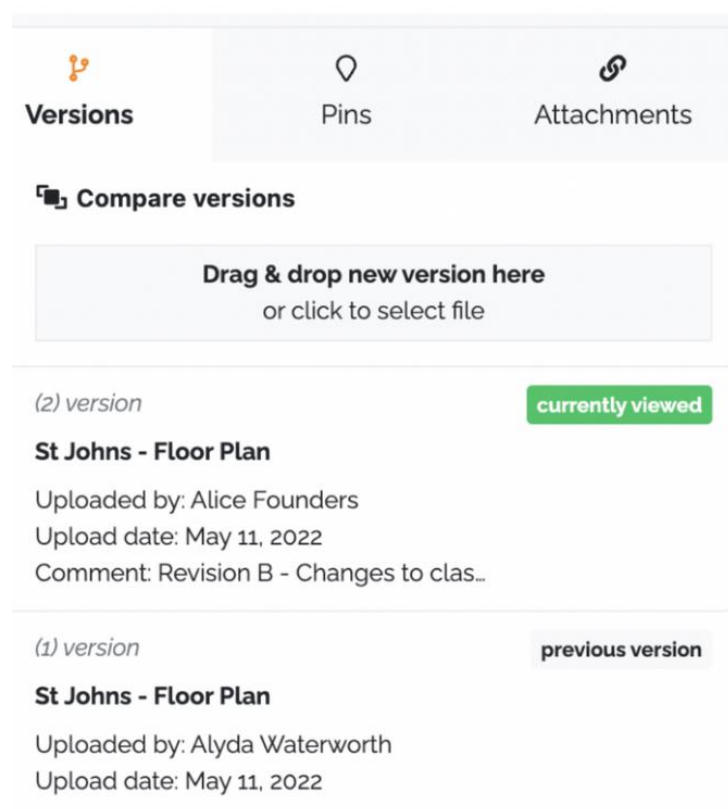 Versions
Pins
Attachments
Compare versions
Drag & drop new version here
or click to select file
(2) version
currently viewed
St Johns - Floor Plan
Uploaded by: Alice Founders
Upload date: May 11, 2022
Comment: Revision B - Changes to clas...
(1) version
previous version
St Johns - Floor Plan
Uploaded by: Alyda Waterworth
Upload date: May 11, 2022